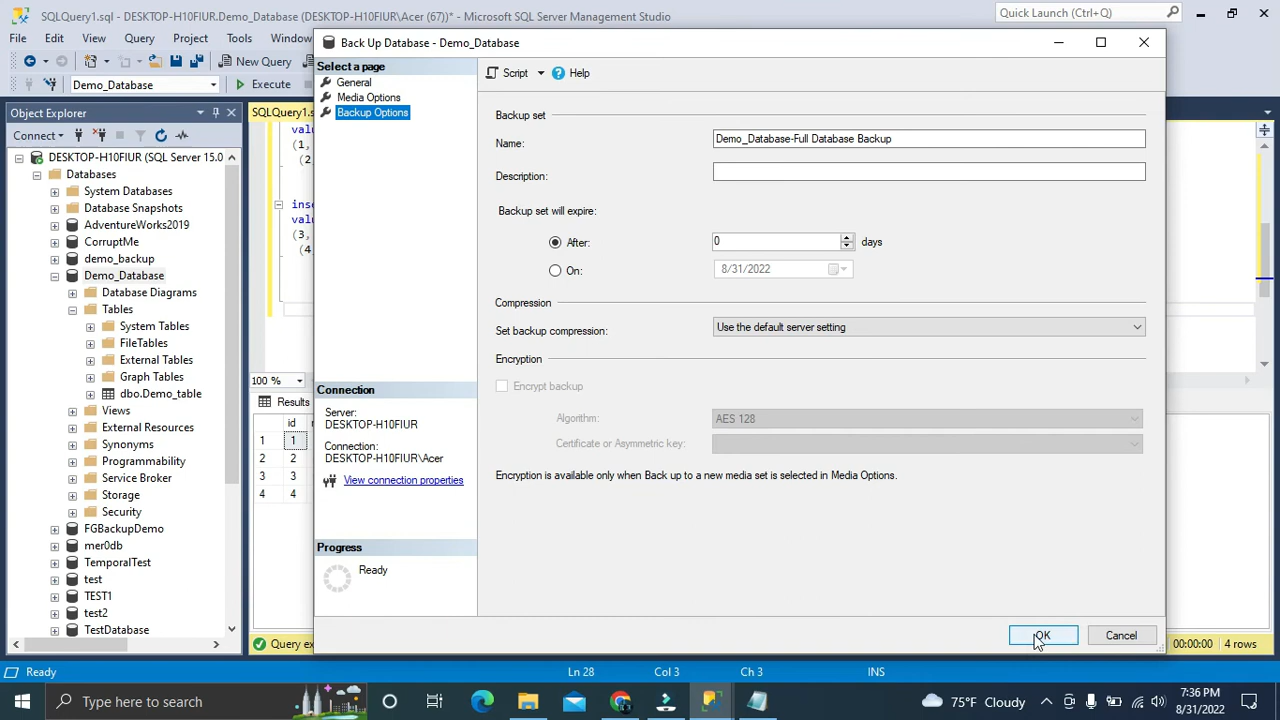 SQLQuery1.sql - DESKTOP-H10FIUR.Demo_Database (DESKTOP-H10FIUR\Acer (67))* - Microsoft SQL Server Management Studio
Quick Launch (Ctrl+Q)
File Edit View Query Project Tools Window
New Query
Demo_Database
Execute
Object Explorer
Connect
DESKTOP-H10FIUR (SQL Server 15.0
Databases
System Databases
Database Snapshots
AdventureWorks2019
CorruptMe
demo_backup
Demo_Database
Database Diagrams
Tables
System Tables
FileTables
External Tables
Graph Tables
dbo.Demo_table
Views
External Resources
Synonyms
Programmability
Service Broker
Storage
Security
FGBackupDemo
mer0db
TemporalTest
test
TEST1
test2
TestDatabase
SQLQuery1.s
valu
(1,
(2
inse
valu
(3,
(4,
100 %
Results
id
1 1
2 2
3 3
4 4
Query ex
00:00:00 4 rows
Back Up Database - Demo_Database
Select a page
General
Media Options
Backup Options
Connection
Server:
DESKTOP-H10FIUR
Connection:
DESKTOP-H10FIUR\Acer
View connection properties
Progress
Ready
Script Help
Backup set
Name: Demo_Database-Full Database Backup
Description:
Backup set will expire:
After: 0 days
On: 8/31/2022
Compression
Set backup compression: Use the default server setting
Encryption
Encrypt backup
Algorithm: AES 128
Certificate or Asymmetric key:
Encryption is available only when Back up to a new media set is selected in Media Options.
OK Cancel
Ready Ln 28 Col 3 Ch 3 INS
Type here to search
75°F Cloudy
7:36 PM
8/31/2022